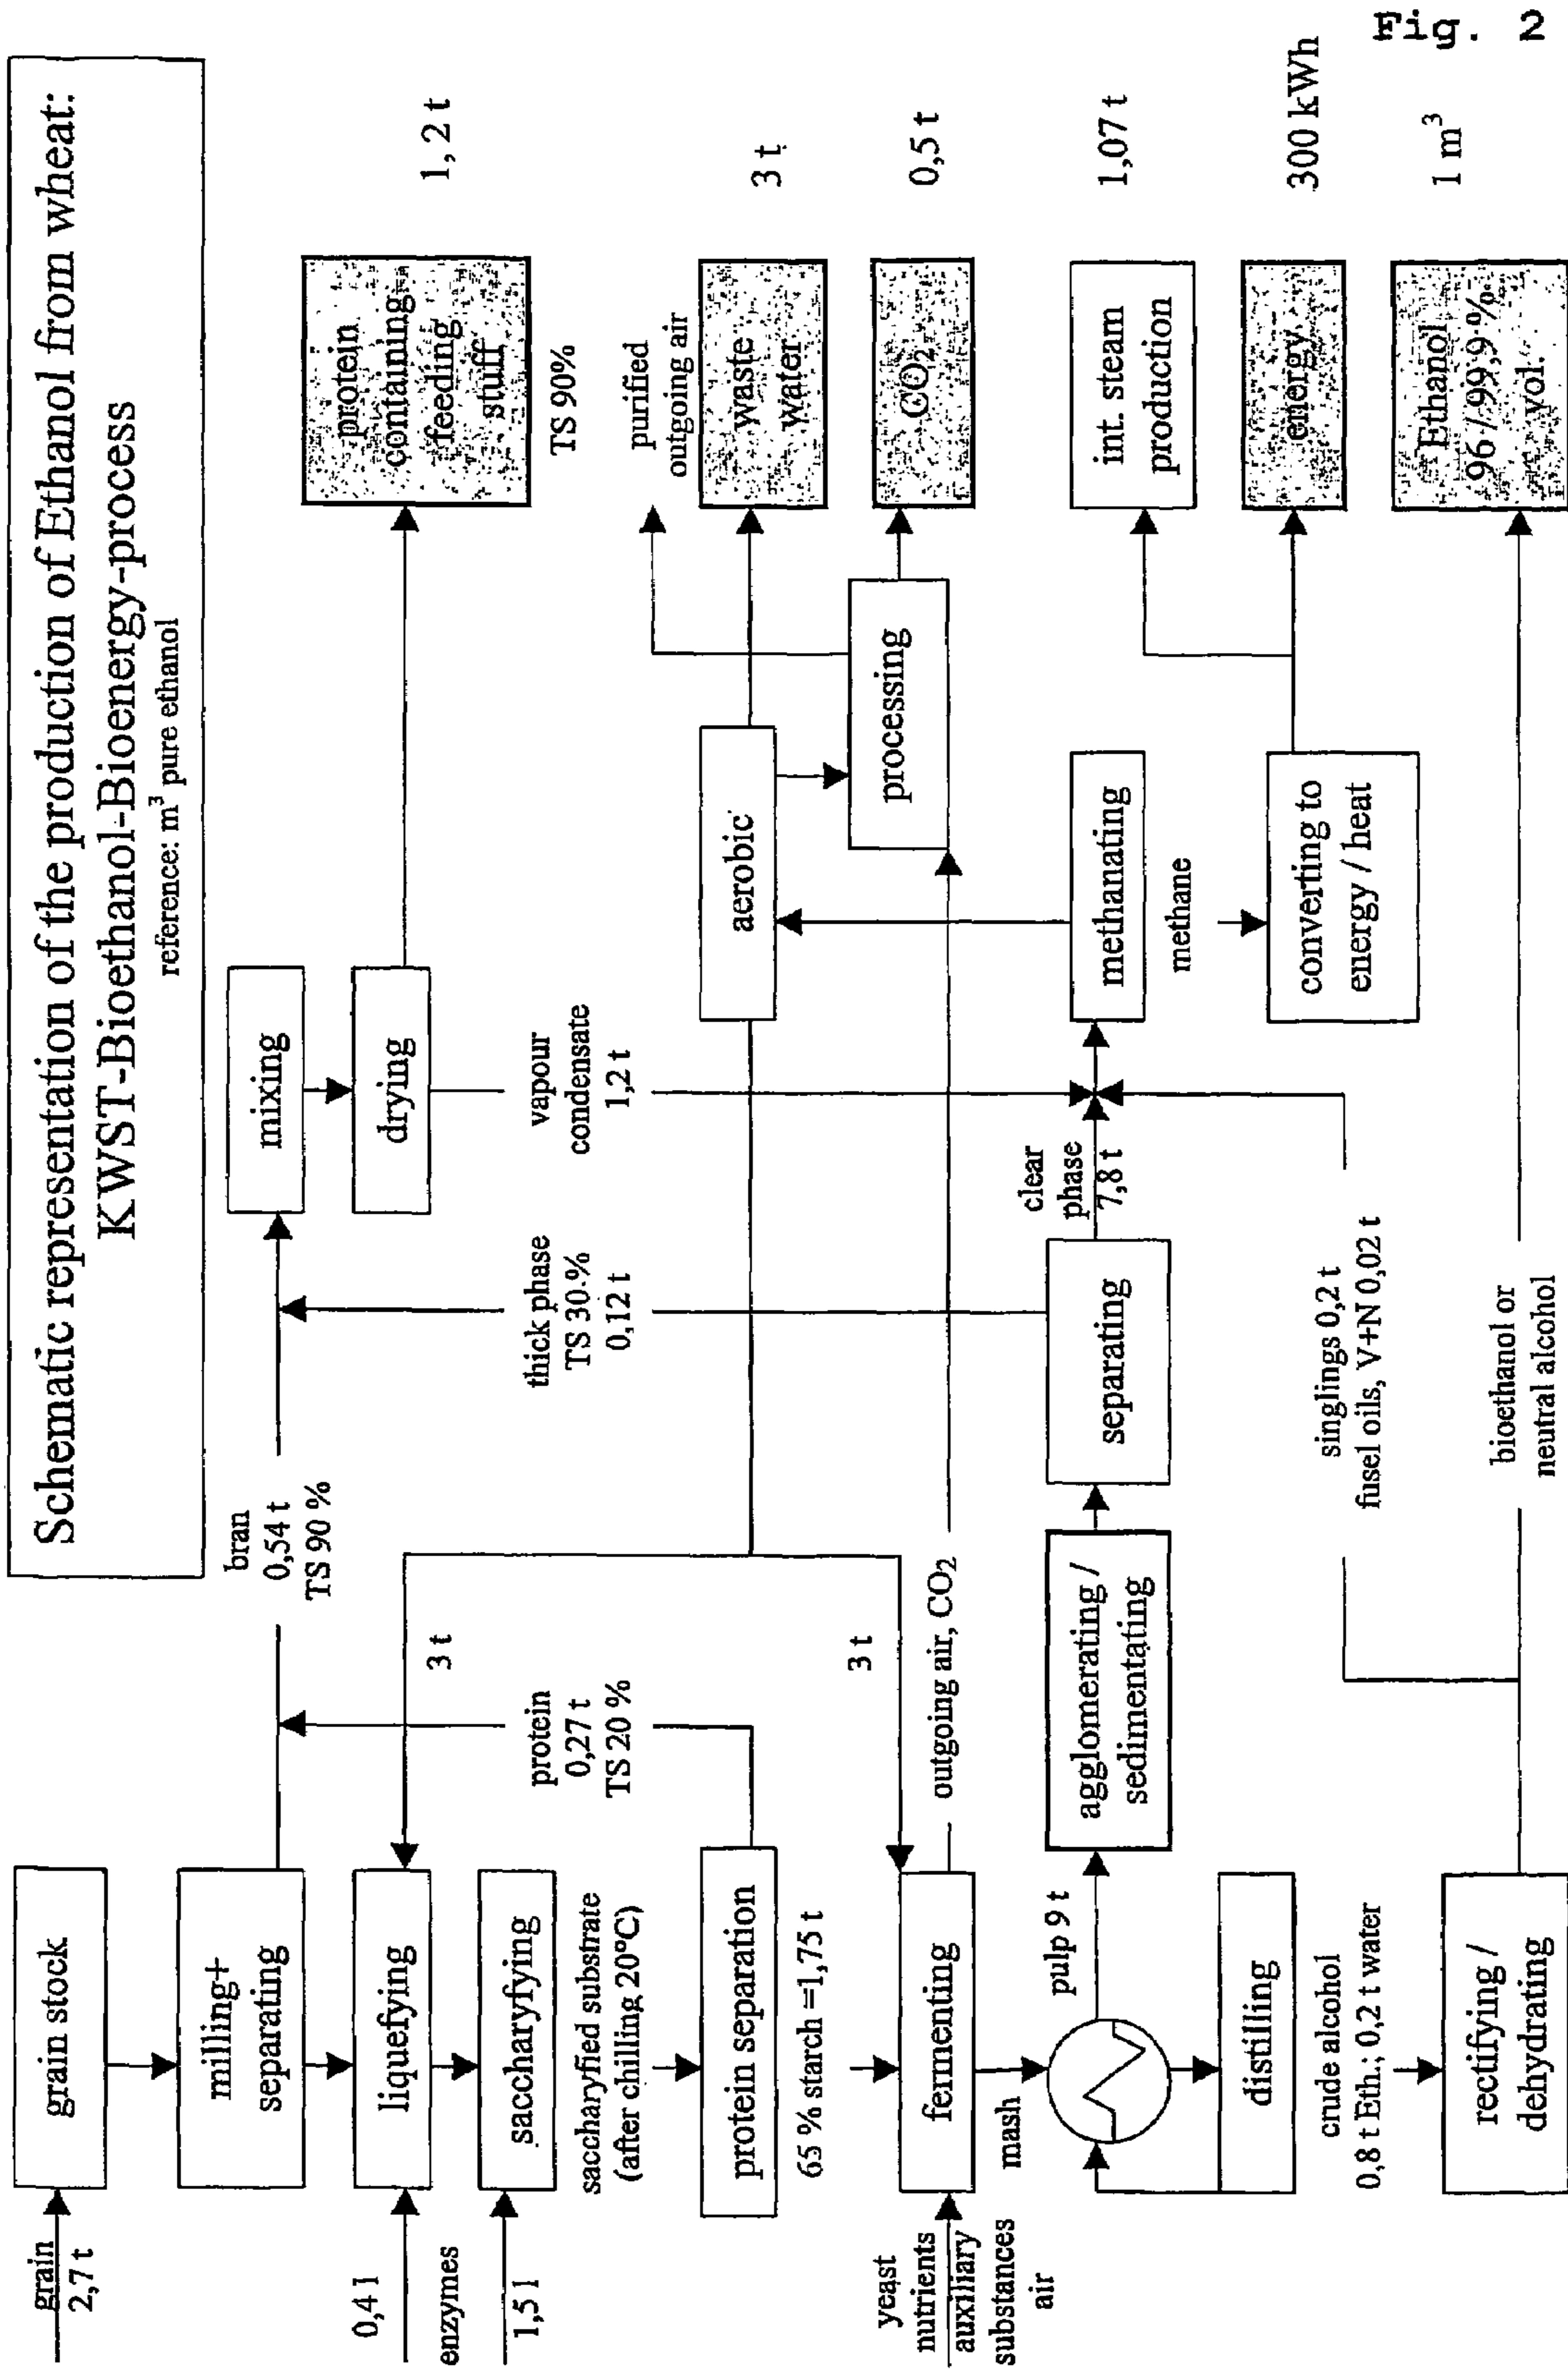 Fig. 2
Schematic representation of the production of Ethanol from wheat:
KWST-Bioethanol-Bioenergy-process
reference: m³ pure ethanol
grain
2,7 t
grain stock
milling+
separating
bran
0,54 t
TS 90 %
mixing
drying
protein
containing
feeding
stuff
TS 90%
1, 2 t
0,4 l
enzymes
1,5 l
liquefying
saccharyfying
3 t
saccharyfied substrate
(after chilling 20°C)
protein
0,27 t
TS 20 %
thick phase
TS 30 %
0,12 t
vapour
condensate
1,2 t
purified
outgoing air
protein separation
65 % starch =1,75 t
aerobic
waste
water
3 t
3 t
yeast
nutrients
auxiliary
substances
air
fermenting
outgoing air, CO₂
processing
CO₂
0,5 t
mash
pulp 9 t
agglomerating /
sedimentating
separating
clear
phase
7,8 t
methanating
methane
int. steam
production
1,07 t
distilling
crude alcohol
0,8 t Eth.; 0,2 t water
singlings 0,2 t
fusel oils, V+N 0,02 t
converting to
energy / heat
energy
300 kWh
rectifying /
dehydrating
bioethanol or
neutral alcohol
Ethanol
96 / 99,9 %
vol.
1 m³